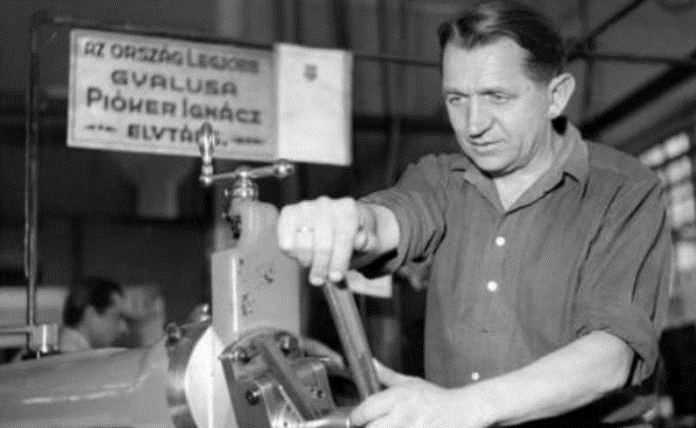 AZ ORSZÁG LEGJOBB
GYALUSA
PIÓKER IGNÁCZ
ELVTÁRS.